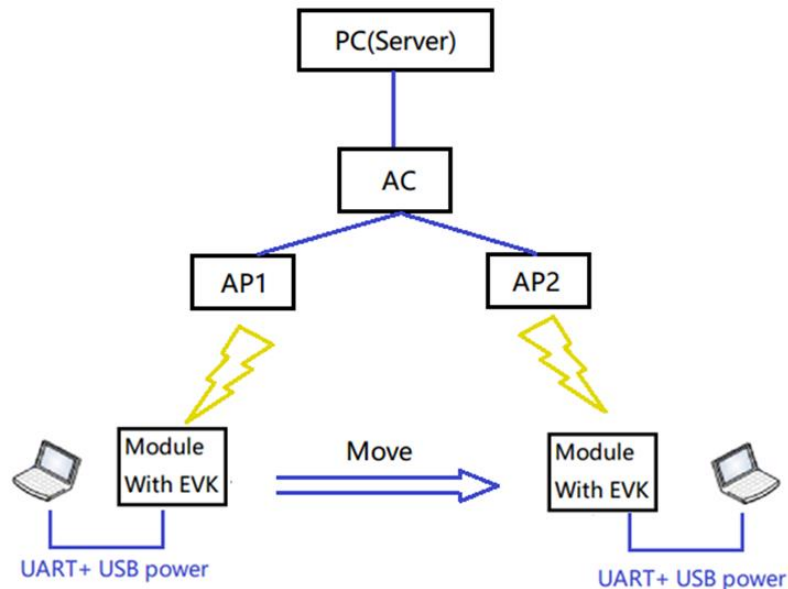 PC(Server)
AC
AP1
AP2
Module
With EVK
Move
Module
With EVK
UART+ USB power
UART+ USB power